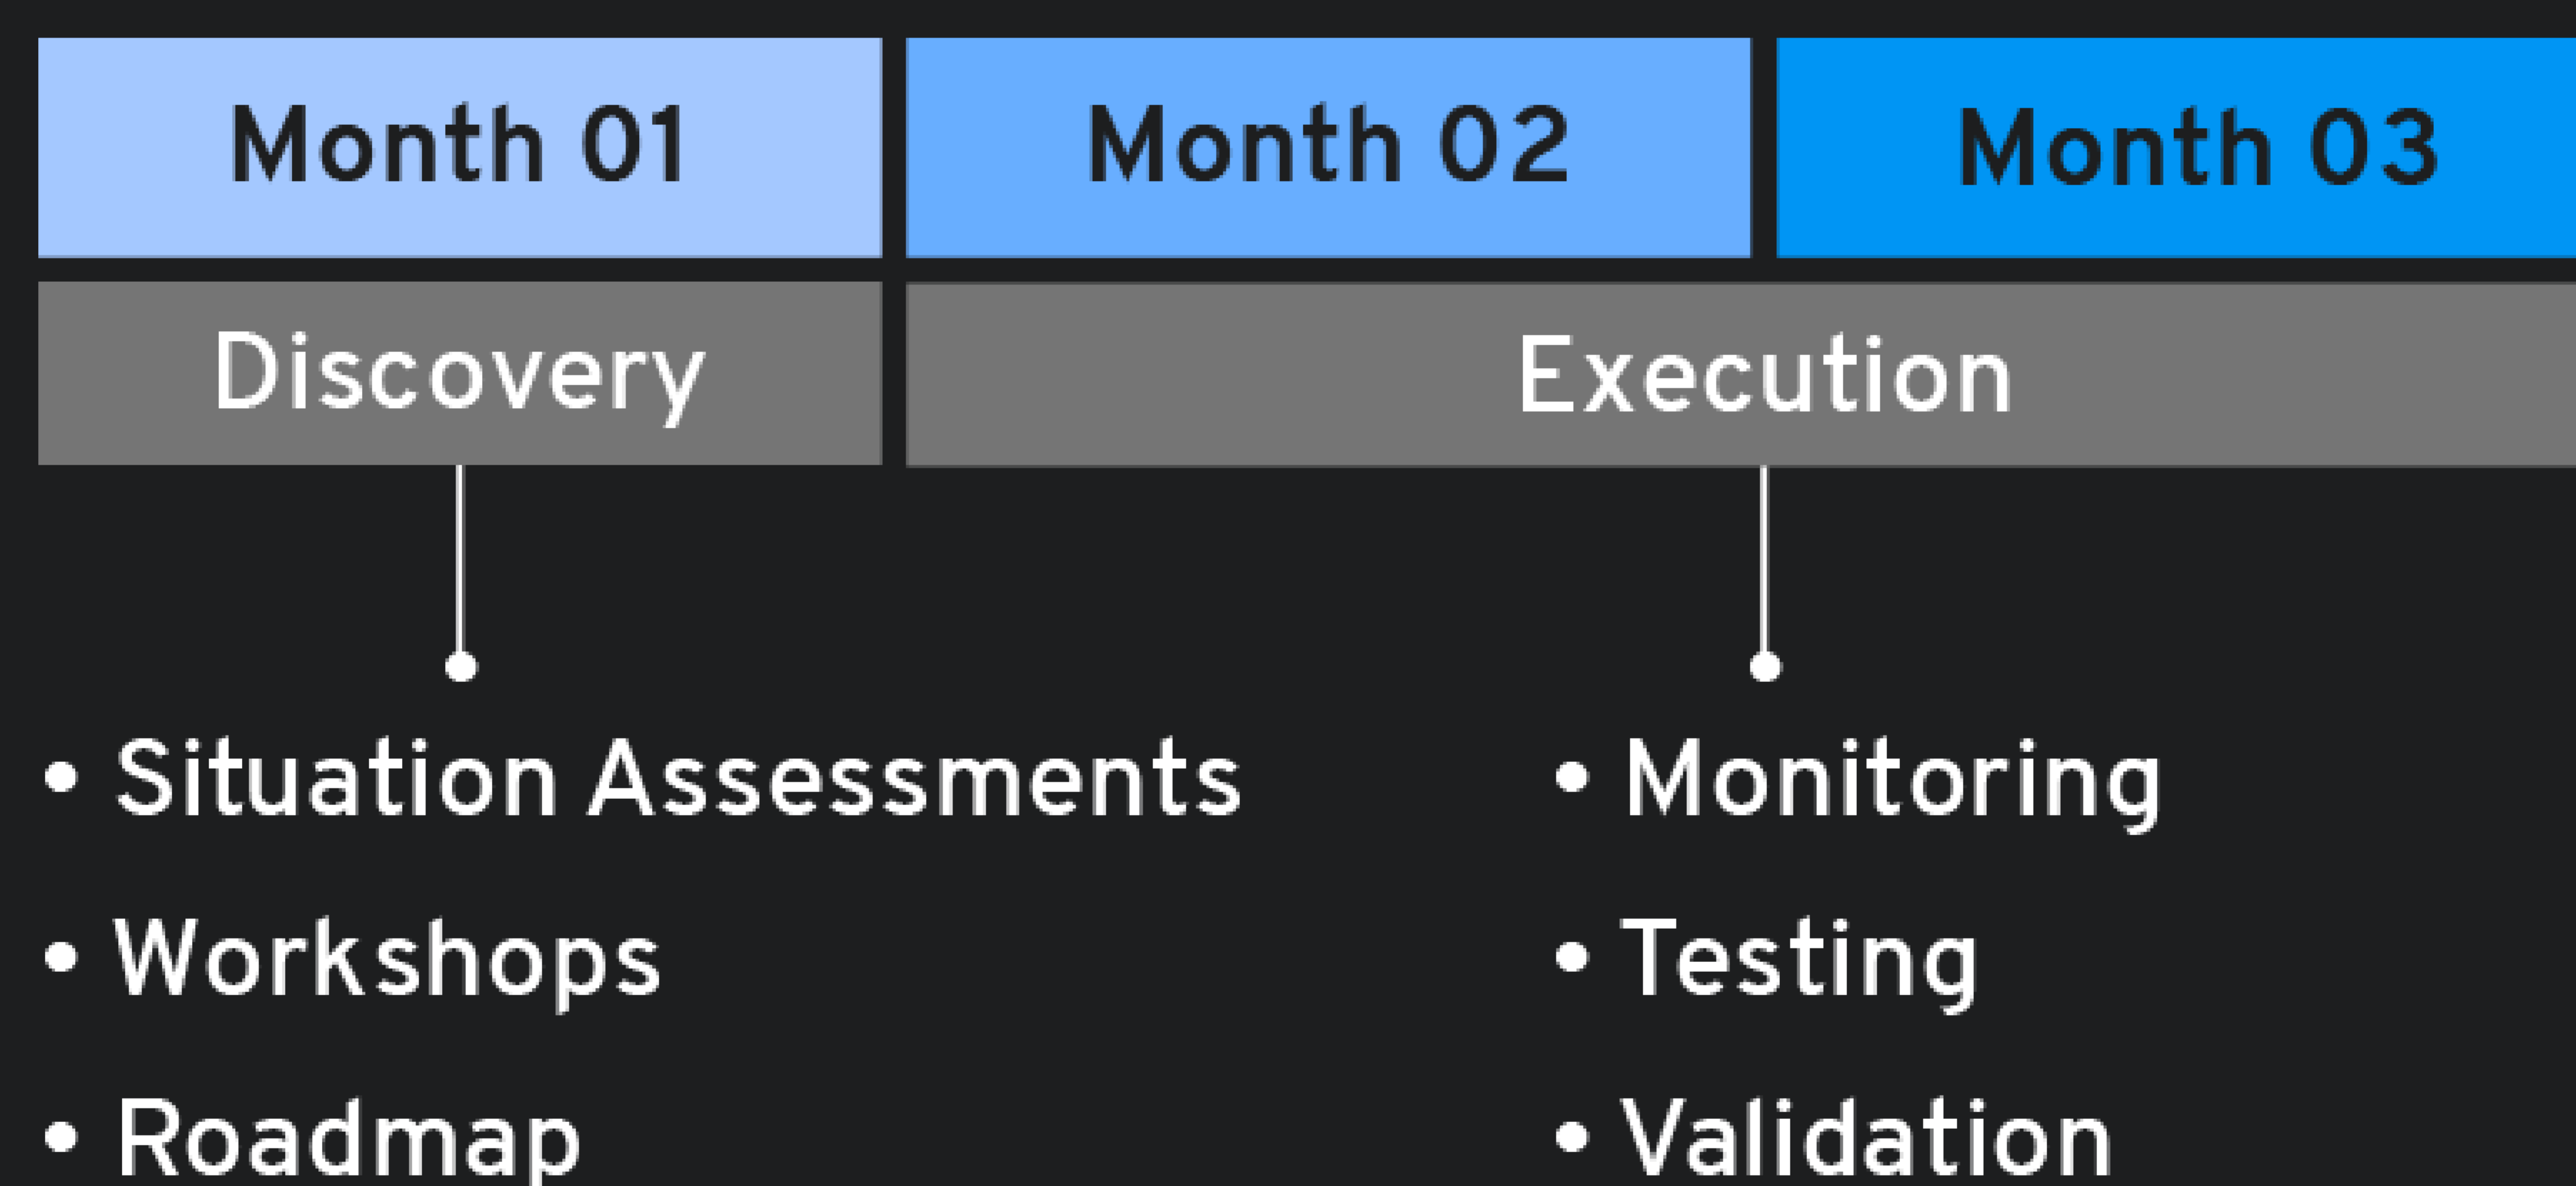 Month 01 Month 02 Month 03
Discovery Execution
• Situation Assessments
• Workshops
• Roadmap
• Monitoring
• Testing
• Validation